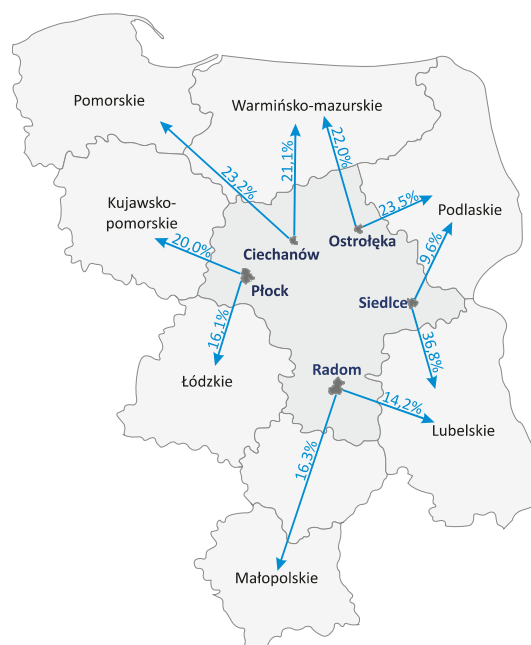 Pomorskie
Warmińsko-mazurskie
23,2%
21,1%
22,0%
23,5%
Kujawsko-
pomorskie
Podlaskie
20,0%
Ciechanów
Ostrołęka
9,6%
Płock
Siedlce
16,1%
36,8%
Łódzkie
Radom
14,2%
Lubelskie
16,3%
Małopolskie